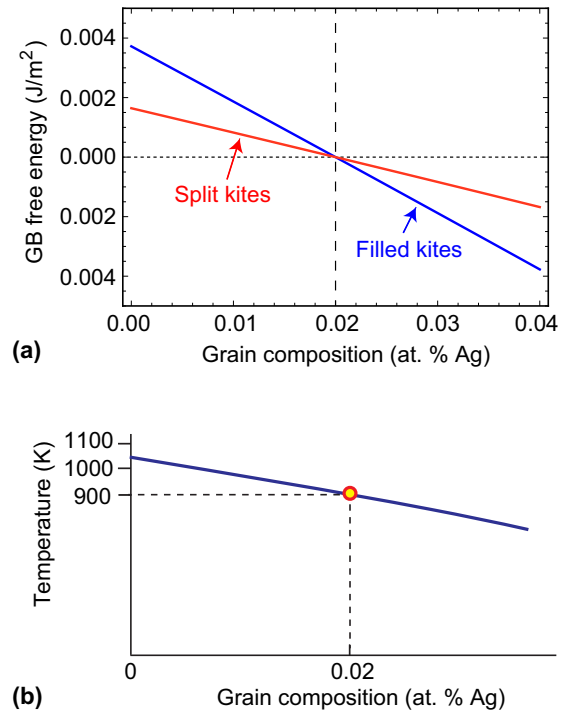 GB free energy (J/m²)
0.004
0.002
0.000
0.002
0.004
Split kites
Filled kites
0.00 0.01 0.02 0.03 0.04
Grain composition (at. % Ag)
(a)
Temperature (K)
1100
1000
900
0 0.02
Grain composition (at. % Ag)
(b)